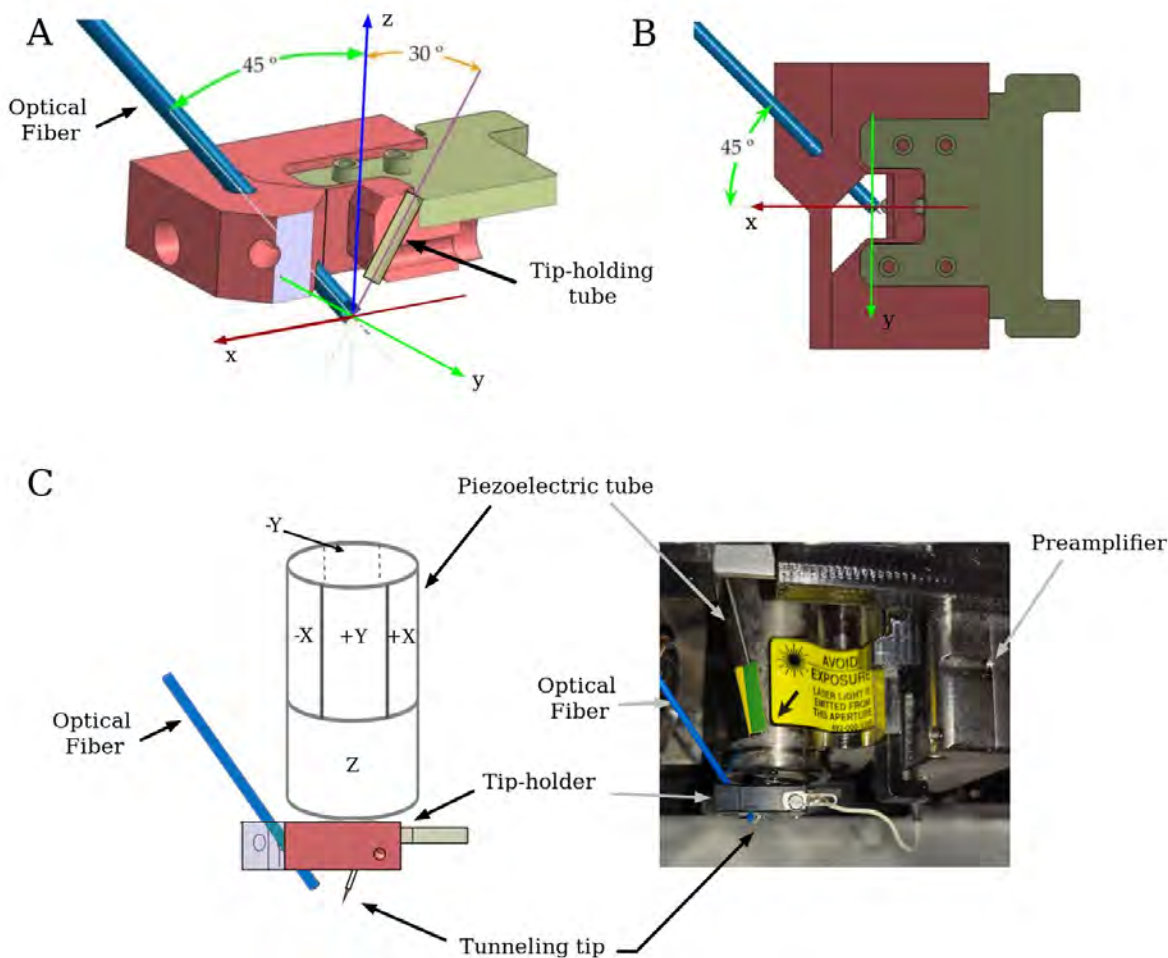 A
z
45 °
30 °
Optical
Fiber
Tip-holding
tube
x
y
B
45 °
x
y
C
Piezoelectric tube
Preamplifier
-Y
-X
+Y
+X
Z
Optical
Fiber
Optical
Fiber
AVOID
EXPOSURE
LASER LIGHT IS
EMITTED FROM
THIS APERTURE
Tip-holder
Tunneling tip